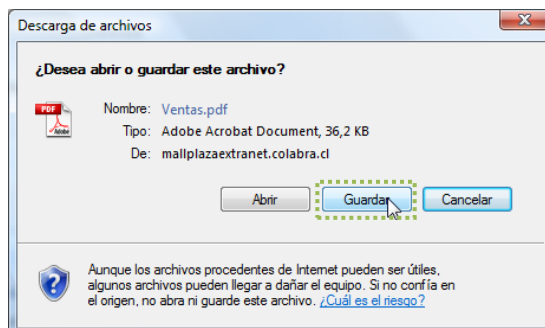 Descarga de archivos
¿Desea abrir o guardar este archivo?
PDF
Adobe
Nombre: Ventas.pdf
Tipo: Adobe Acrobat Document, 36,2 KB
De: mallplazaextranet.colabra.cl
Abrir Guardar Cancelar
Aunque los archivos procedentes de Internet pueden ser útiles,
algunos archivos pueden llegar a dañar el equipo. Si no confía en
el origen, no abra ni guarde este archivo. ¿Cuál es el riesgo?